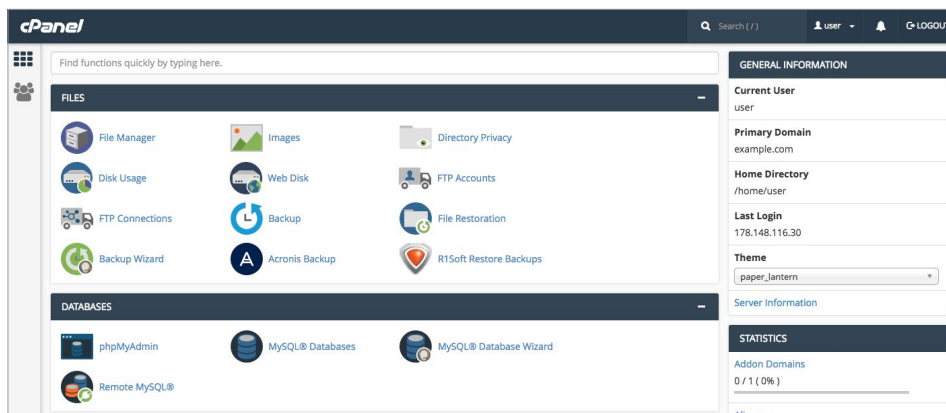 cPanel
Search ( / )
user
LOGOUT
Find functions quickly by typing here.
FILES
File Manager
Images
Directory Privacy
Disk Usage
Web Disk
FTP Accounts
FTP Connections
Backup
File Restoration
Backup Wizard
Acronis Backup
R1Soft Restore Backups
DATABASES
phpMyAdmin
MySQL® Databases
MySQL® Database Wizard
Remote MySQL®
GENERAL INFORMATION
Current User
user
Primary Domain
example.com
Home Directory
/home/user
Last Login
178.148.116.30
Theme
paper_lantern
Server Information
STATISTICS
Addon Domains
0 / 1 ( 0% )